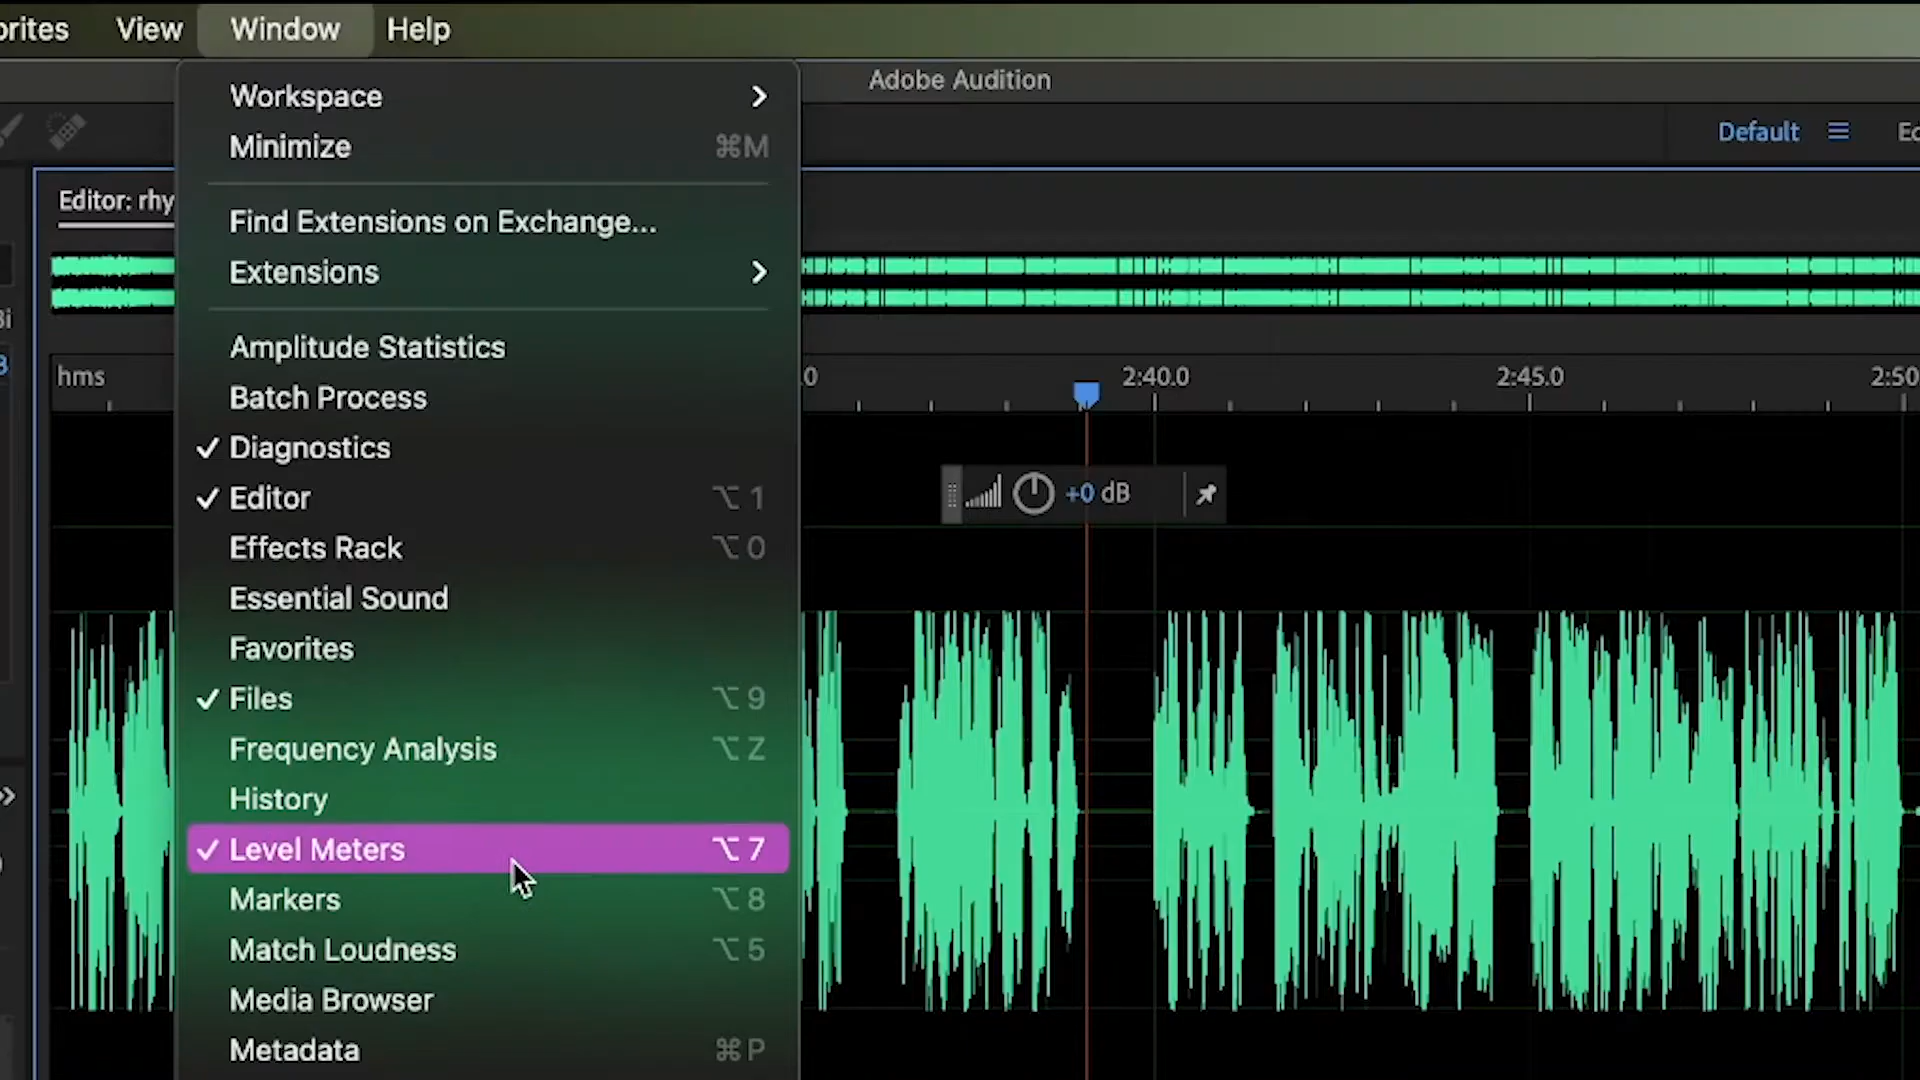 orites View Window Help
Adobe Audition
Default
Editor: rhy
Workspace
Minimize ⌘M
Find Extensions on Exchange...
Extensions
Amplitude Statistics
Batch Process
✓ Diagnostics
✓ Editor ⌥ 1
Effects Rack ⌥ 0
Essential Sound
Favorites
✓ Files ⌥ 9
Frequency Analysis ⌥ Z
History
✓ Level Meters ⌥ 7
Markers ⌥ 8
Match Loudness ⌥ 5
Media Browser
Metadata ⌘ P
hms
2:40.0 2:45.0 2:50
+0 dB